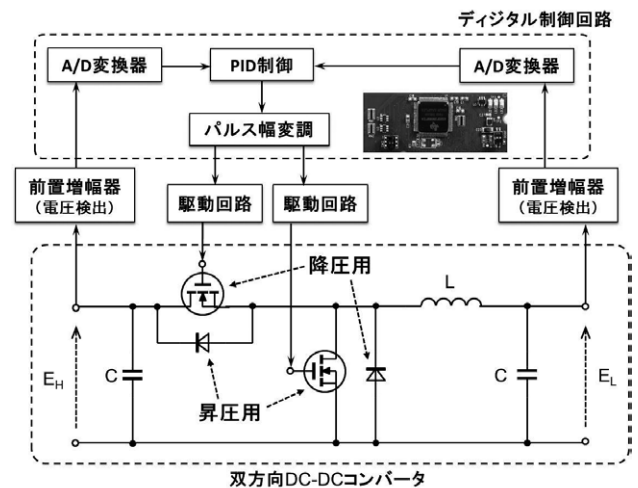 ディジタル制御回路
A/D変換器
PID制御
A/D変換器
パルス幅変調
前置増幅器
(電圧検出)
駆動回路
駆動回路
前置増幅器
(電圧検出)
降圧用
L
EH
C
C
EL
昇圧用
双方向DC-DCコンバータ